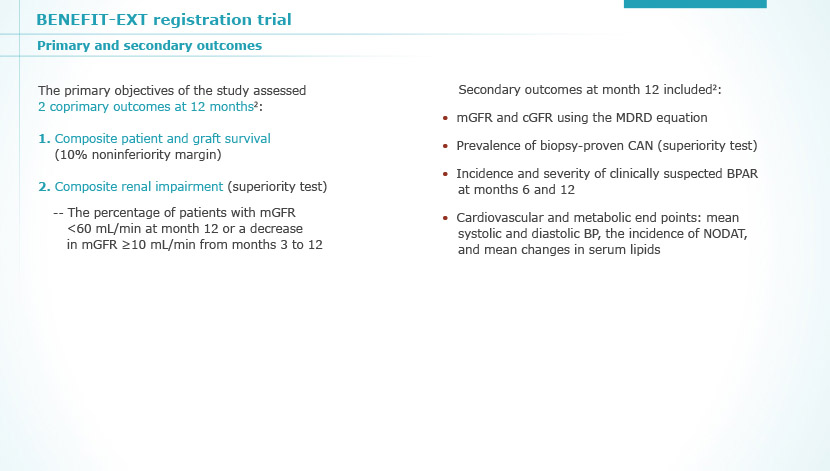 BENEFIT-EXT registration trial
Primary and secondary outcomes
The primary objectives of the study assessed
2 coprimary outcomes at 12 months²:
1. Composite patient and graft survival
(10% noninferiority margin)
2. Composite renal impairment (superiority test)
-- The percentage of patients with mGFR
<60 mL/min at month 12 or a decrease
in mGFR ≥10 mL/min from months 3 to 12
Secondary outcomes at month 12 included²:
• mGFR and cGFR using the MDRD equation
• Prevalence of biopsy-proven CAN (superiority test)
• Incidence and severity of clinically suspected BPAR
at months 6 and 12
• Cardiovascular and metabolic end points: mean
systolic and diastolic BP, the incidence of NODAT,
and mean changes in serum lipids